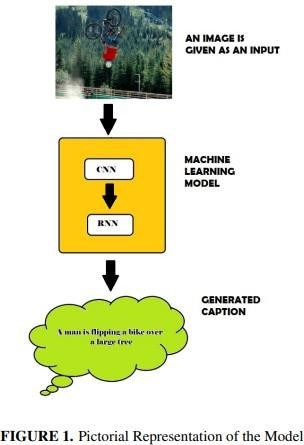 AN IMAGE IS
GIVEN AS AN INPUT
MACHINE
LEARNING
MODEL
CNN
RNN
GENERATED
CAPTION
A man is flipping a bike over
a large tree
FIGURE 1. Pictorial Representation of the Model